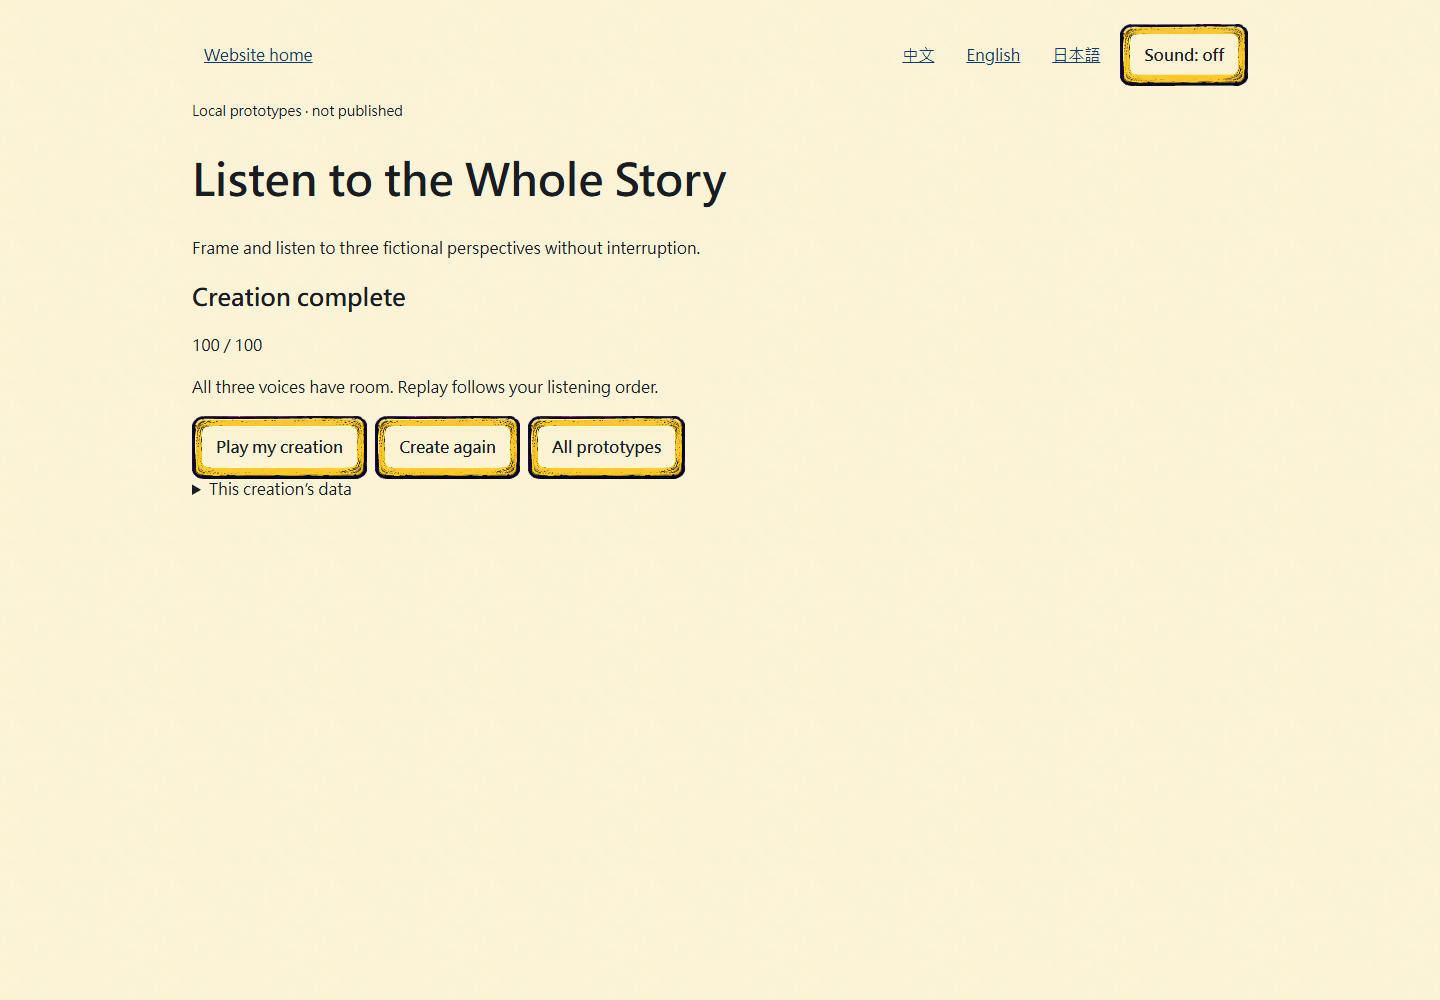 Website home
中文 English 日本語 Sound: off
Local prototypes · not published
Listen to the Whole Story
Frame and listen to three fictional perspectives without interruption.
Creation complete
100 / 100
All three voices have room. Replay follows your listening order.
Play my creation Create again All prototypes
This creation’s data